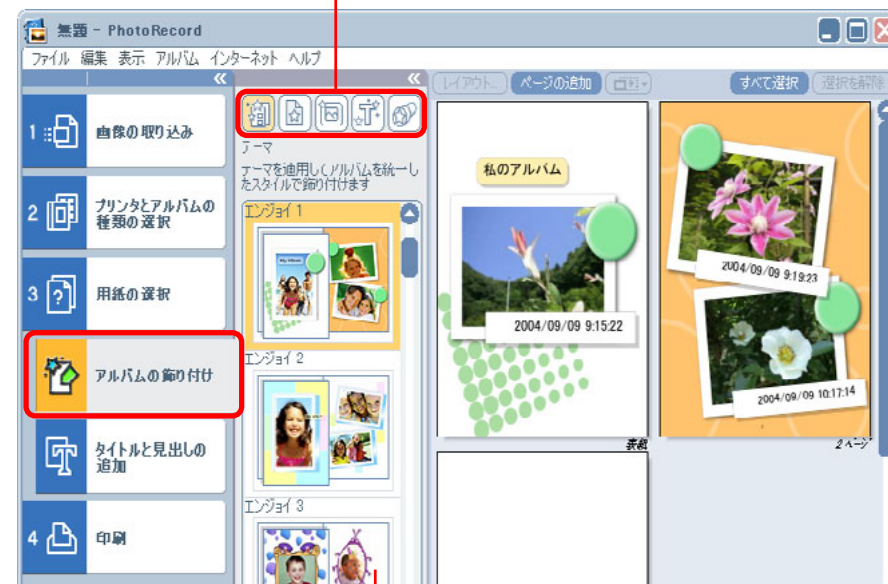 無題 - PhotoRecord
ファイル 編集 表示 アルバム インターネット ヘルプ
レイアウト... ページの追加 すべて選択 選択を解除
1 画像の取り込み
2 プリンタとアルバムの
種類の選択
3 用紙の選択
アルバムの飾り付け
タイトルと見出しの
追加
4 印刷
テーマ
テーマを適用してアルバムを統一し
たスタイルで飾り付けます
エンジョイ 1
My Album
エンジョイ 2
エンジョイ 3
私のアルバム
2004/09/09 9:15:22
表紙
2004/09/09 9:19:23
2004/09/09 10:17:14
2ページ